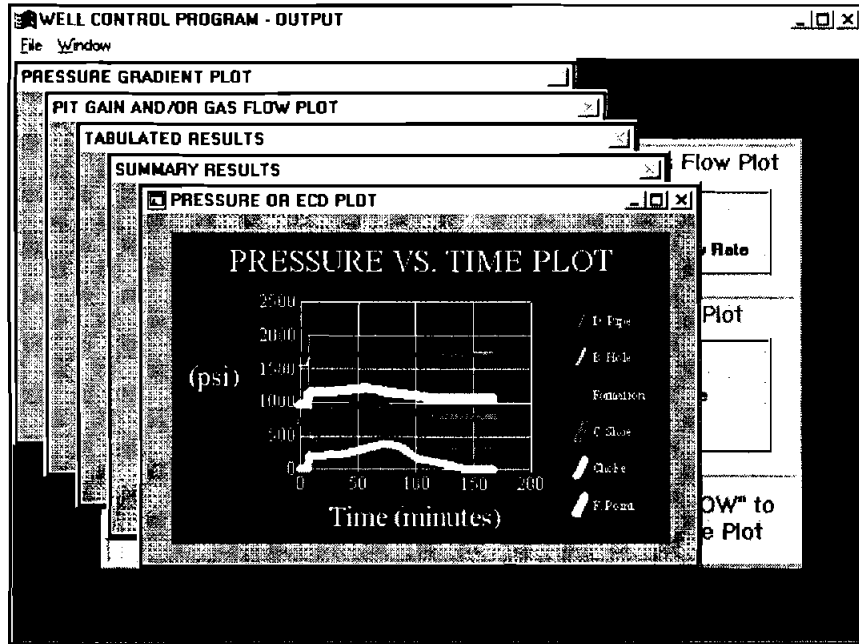 WELL CONTROL PROGRAM - OUTPUT
File Window
PRESSURE GRADIENT PLOT
PIT GAIN AND/OR GAS FLOW PLOT
TABULATED RESULTS
SUMMARY RESULTS
PRESSURE OR ECD PLOT
Flow Plot
Rate
Plot
OW" to
e Plot
PRESSURE VS. TIME PLOT
(psi)
2500
2000
1500
1000
500
0
0 50 100 150 200
Time (minutes)
D Pipe
B Hole
Formation
C Shoe
Choke
F. Point